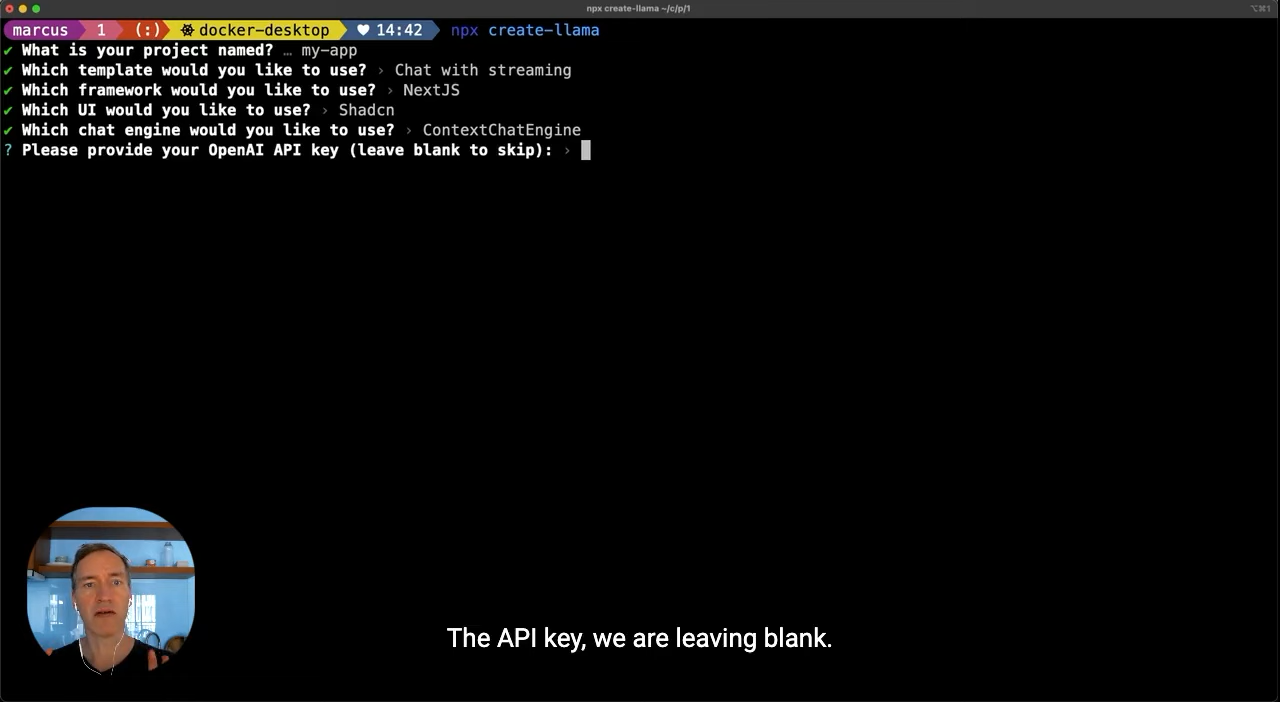 npx create-llama ~/c/p/1
⌥⌘1
marcus 1 (:) docker-desktop 14:42 npx create-llama
✔ What is your project named? … my-app
✔ Which template would you like to use? › Chat with streaming
✔ Which framework would you like to use? › NextJS
✔ Which UI would you like to use? › Shadcn
✔ Which chat engine would you like to use? › ContextChatEngine
? Please provide your OpenAI API key (leave blank to skip): ›
The API key, we are leaving blank.